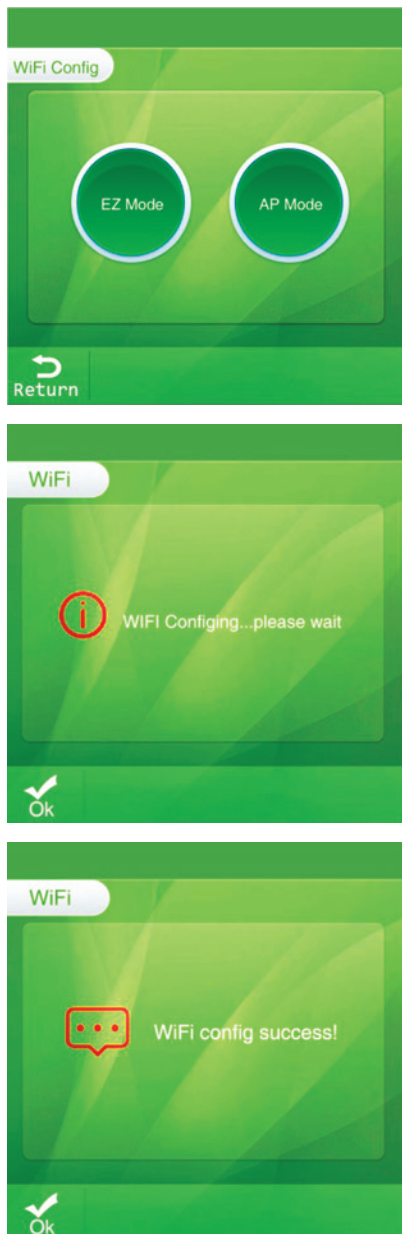 WiFi Config
EZ Mode
AP Mode
Return
WiFi
WIFI Configing...please wait
Ok
WiFi
WiFi config success!
Ok